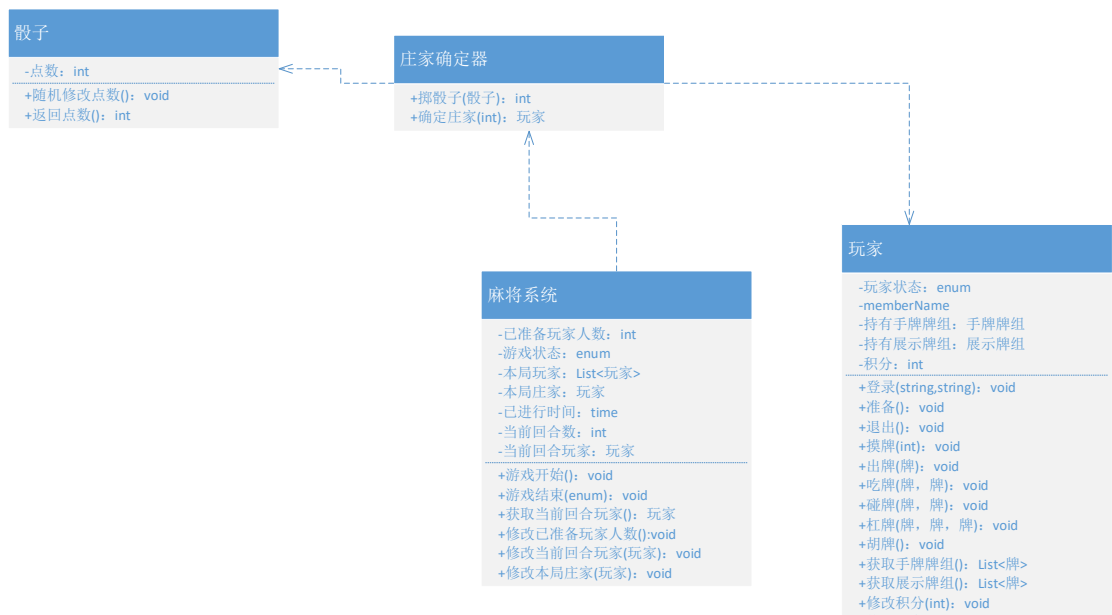 骰子
-点数：int
+随机修改点数()：void
+返回点数()：int
庄家确定器
+掷骰子(骰子)：int
+确定庄家(int)：玩家
麻将系统
-已准备玩家人数：int
-游戏状态：enum
-本局玩家：List<玩家>
-本局庄家：玩家
-已进行时间：time
-当前回合数：int
-当前回合玩家：玩家
+游戏开始()：void
+游戏结束(enum)：void
+获取当前回合玩家()：玩家
+修改已准备玩家人数():void
+修改当前回合玩家(玩家)：void
+修改本局庄家(玩家)：void
玩家
-玩家状态：enum
-memberName
-持有手牌牌组：手牌牌组
-持有展示牌组：展示牌组
-积分：int
+登录(string,string)：void
+准备()：void
+退出()：void
+摸牌(int)：void
+出牌(牌)：void
+吃牌(牌，牌)：void
+碰牌(牌，牌)：void
+杠牌(牌，牌，牌)：void
+胡牌()：void
+获取手牌牌组()：List<牌>
+获取展示牌组()：List<牌>
+修改积分(int)：void